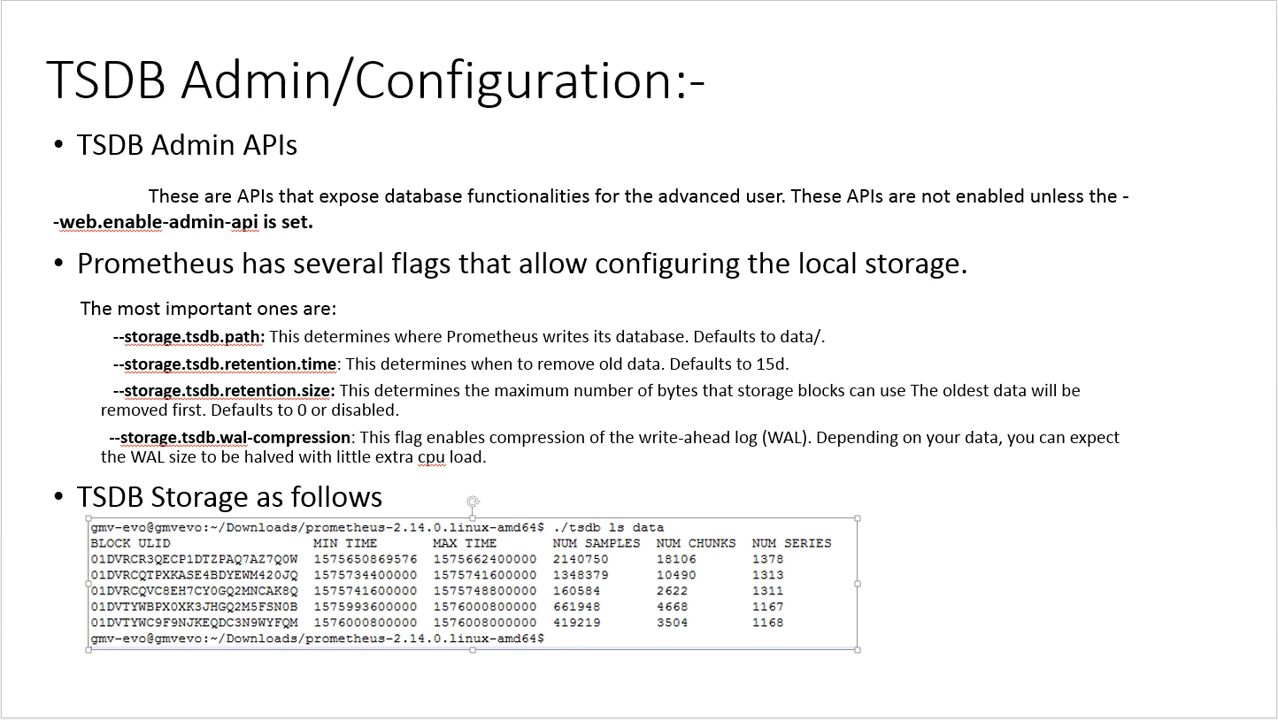 TSDB Admin/Configuration:-
• TSDB Admin APIs
These are APIs that expose database functionalities for the advanced user. These APIs are not enabled unless the -
-web.enable-admin-api is set.
• Prometheus has several flags that allow configuring the local storage.
The most important ones are:
--storage.tsdb.path: This determines where Prometheus writes its database. Defaults to data/.
--storage.tsdb.retention.time: This determines when to remove old data. Defaults to 15d.
--storage.tsdb.retention.size: This determines the maximum number of bytes that storage blocks can use The oldest data will be
removed first. Defaults to 0 or disabled.
--storage.tsdb.wal-compression: This flag enables compression of the write-ahead log (WAL). Depending on your data, you can expect
the WAL size to be halved with little extra cpu load.
• TSDB Storage as follows
gmv-evo@gmvevo:~/Downloads/prometheus-2.14.0.linux-amd64$ ./tsdb ls data
BLOCK ULID MIN TIME MAX TIME NUM SAMPLES NUM CHUNKS NUM SERIES
01DVRCR3QECP1DTZPAQ7AZ7Q0W 1575650869576 1575662400000 2140750 18106 1378
01DVRCQTPXKASE4BDYEWM420JQ 1575734400000 1575741600000 1348379 10490 1313
01DVRCQVC8EH7CY0GQ2MNCAK8Q 1575741600000 1575748800000 160584 2622 1311
01DVTYWBPX0XK3JHGQ2M5FSN0B 1575993600000 1576000800000 661948 4668 1167
01DVTYWC9F9NJKEQDC3N9WYFQM 1576000800000 1576008000000 419219 3504 1168
gmv-evo@gmvevo:~/Downloads/prometheus-2.14.0.linux-amd64$